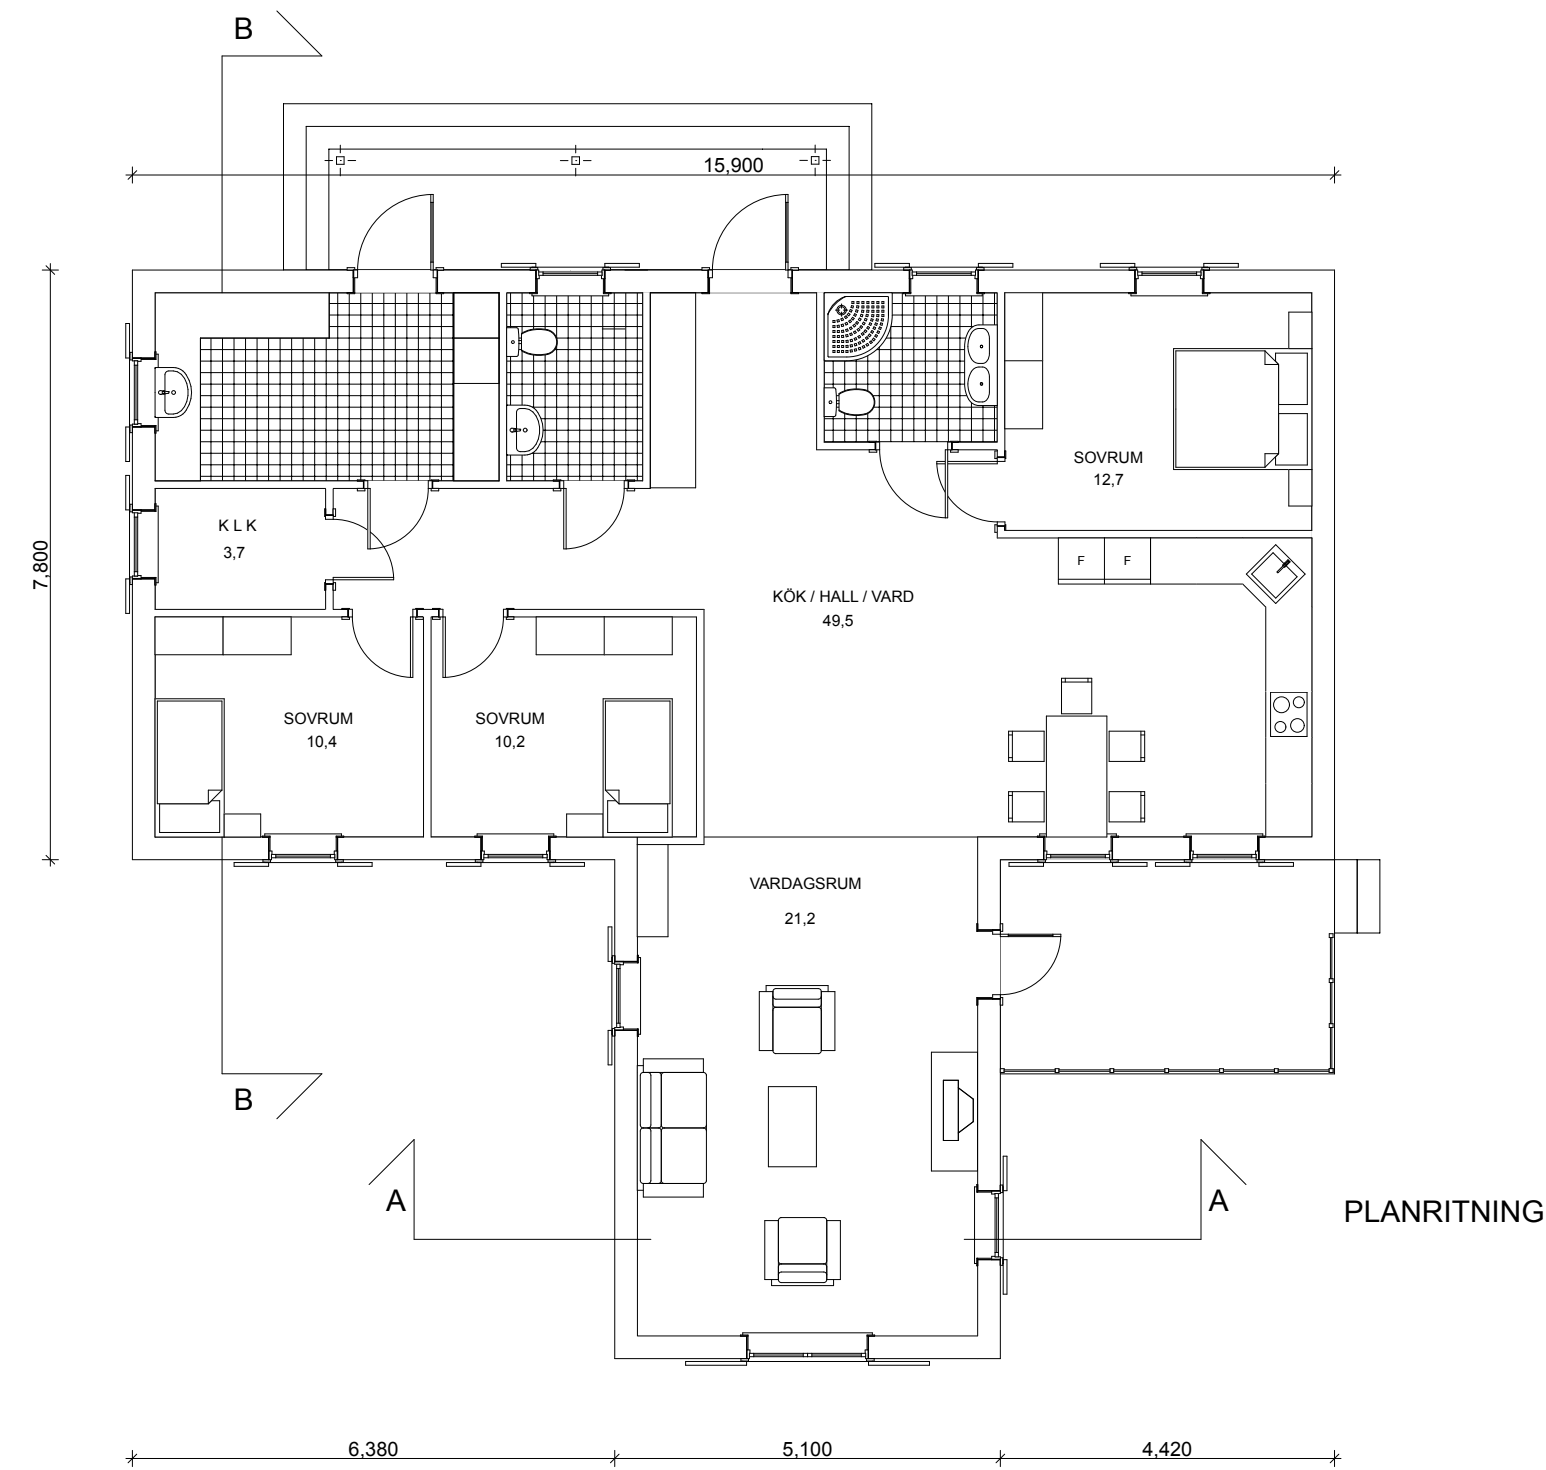 B
15,900
7,800
SOVRUM
12,7
K L K
3,7
F
F
KÖK / HALL / VARD
49,5
SOVRUM
10,4
SOVRUM
10,2
VARDAGSRUM
21,2
B
A
A
PLANRITNING
6,380
5,100
4,420